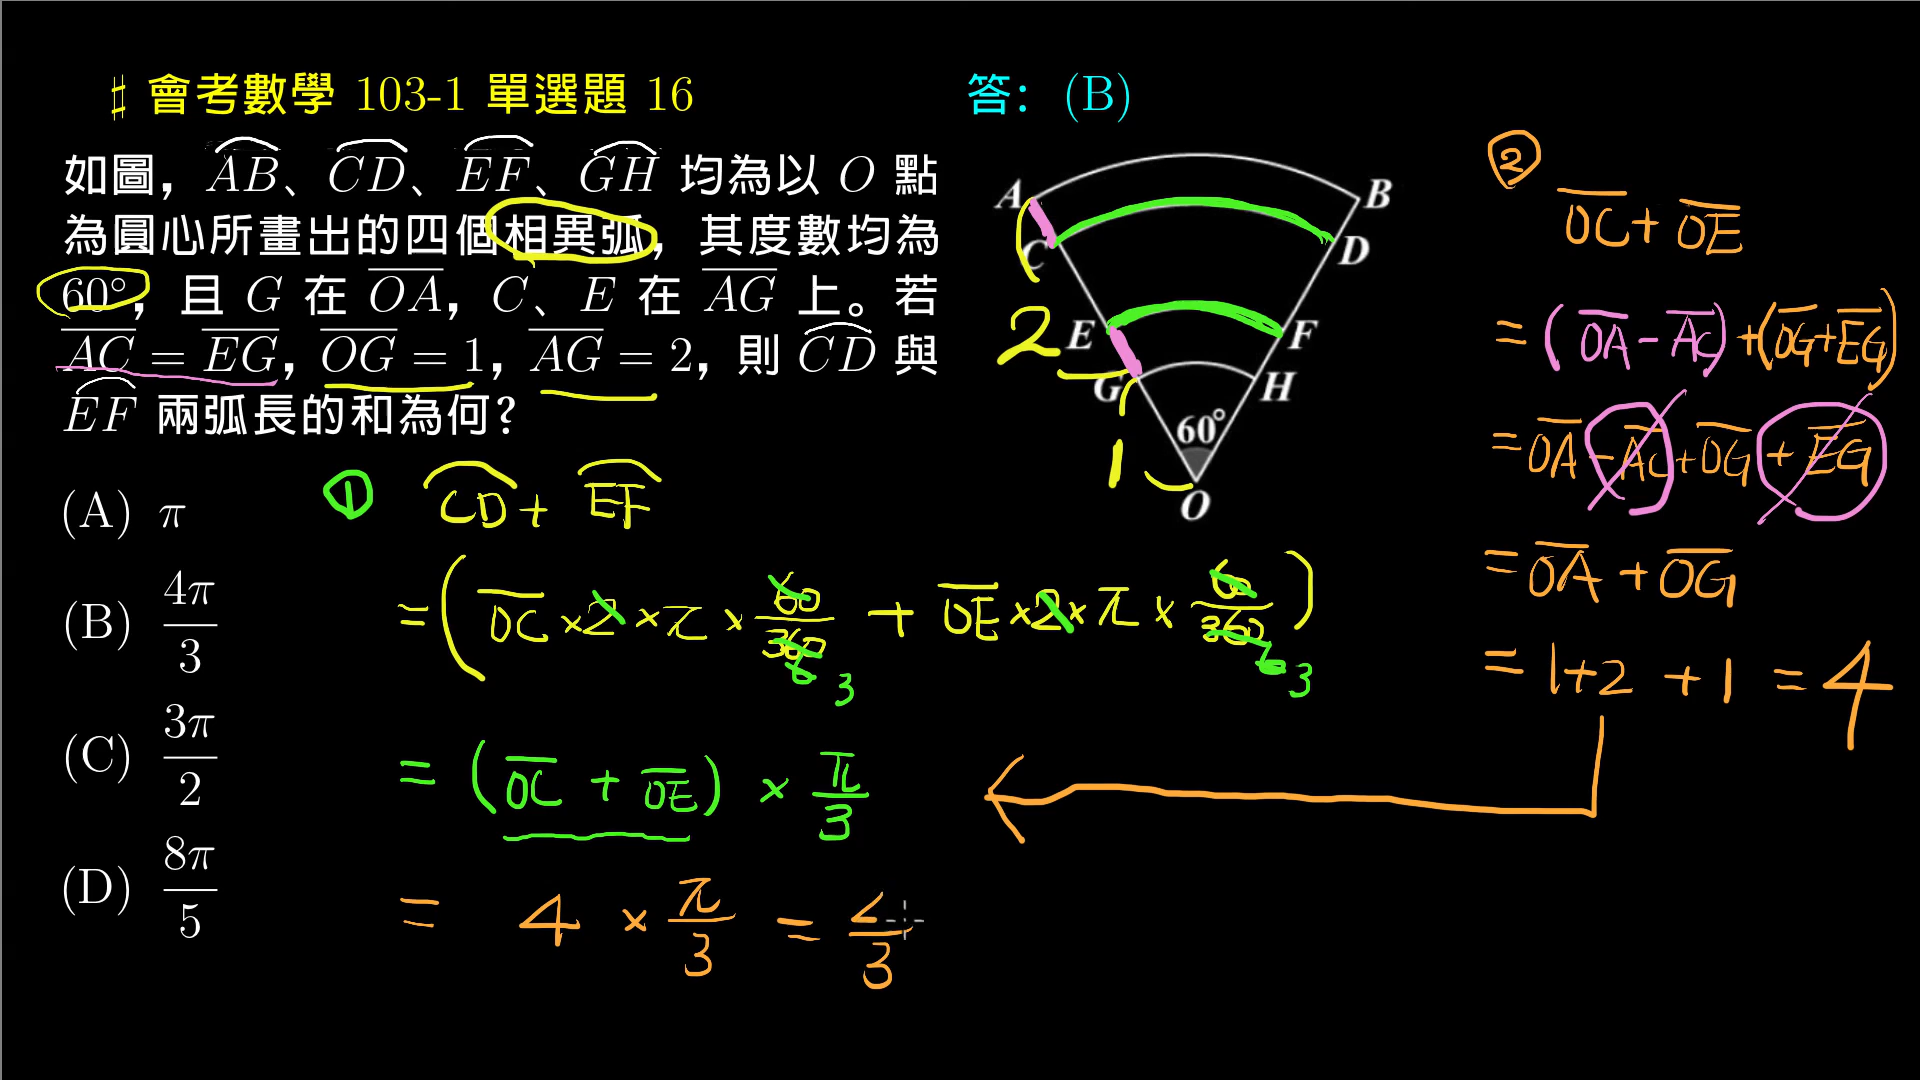 # 會考數學 103-1 單選題 16
答: (B)
如圖，AB、CD、EF、GH 均為以 O 點
為圓心所畫出的四個相異弧，其度數均為
60°，且 G 在 OA，C、E 在 AG 上。若
AC = EG，OG = 1，AG = 2，則 CD 與
EF 兩弧長的和為何?
(A) π
(B) 4π/3
(C) 3π/2
(D) 8π/5
A B
C D
E F
G H
60°
O
2
1
① CD + EF
= (OC × 2 × π × 60/360 + OE × 2 × π × 60/360)
6 3 6 3
= (OC + OE) × π/3
= 4 × π/3 = /3
②
OC + OE
= (OA - AC) + (OG + EG)
= OA - AC + OG + EG
= OA + OG
= 1+2 + 1 = 4